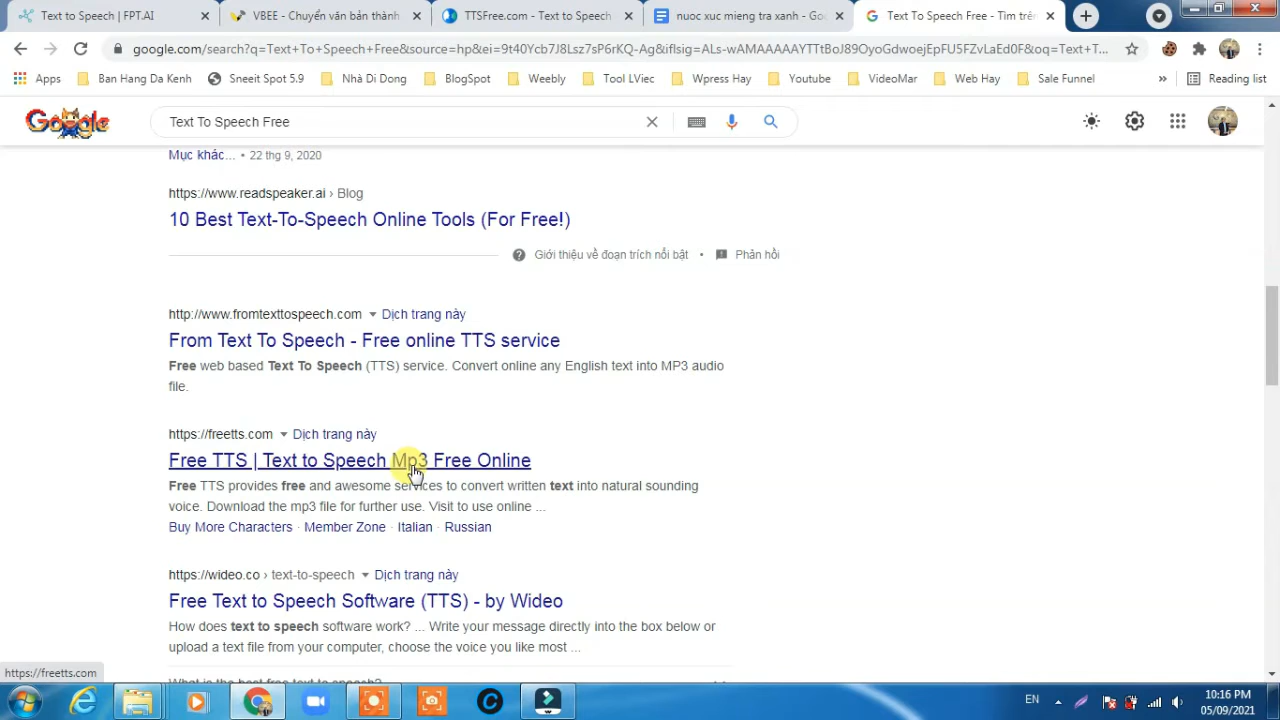 Text to Speech | FPT.AI
VBEE - Chuyển văn bản thành
TTSFree.com - Text to Speech
nuoc xuc mieng tra xanh - Go
Text To Speech Free - Tìm trên
google.com/search?q=Text+To+Speech+Free&source=hp&ei=9t40Ycb7J8Lsz7sP6rKQ-Ag&iflsig=ALs-wAMAAAAAYTTtBoJ89OyoGdwoejEpFU5FZvLaEd0F&oq=Text+T...
Apps
Ban Hang Da Kenh
Sneeit Spot 5.9
Nhà Di Dong
BlogSpot
Weebly
Tool LViec
Wpress Hay
Youtube
VideoMar
Web Hay
Sale Funnel
»
Reading list
Google
Text To Speech Free
Mục khác... • 22 thg 9, 2020
https://www.readspeaker.ai › Blog
10 Best Text-To-Speech Online Tools (For Free!)
Giới thiệu về đoạn trích nổi bật • Phản hồi
http://www.fromtexttospeech.com Dịch trang này
From Text To Speech - Free online TTS service
Free web based Text To Speech (TTS) service. Convert online any English text into MP3 audio
file.
https://freetts.com Dịch trang này
Free TTS | Text to Speech Mp3 Free Online
Free TTS provides free and awesome services to convert written text into natural sounding
voice. Download the mp3 file for further use. Visit to use online ...
Buy More Characters · Member Zone · Italian · Russian
https://wideo.co › text-to-speech Dịch trang này
Free Text to Speech Software (TTS) - by Wideo
How does text to speech software work? ... Write your message directly into the box below or
upload a text file from your computer, choose the voice you like most ...
What is the best free text to speech?
https://freetts.com
EN
10:16 PM
05/09/2021